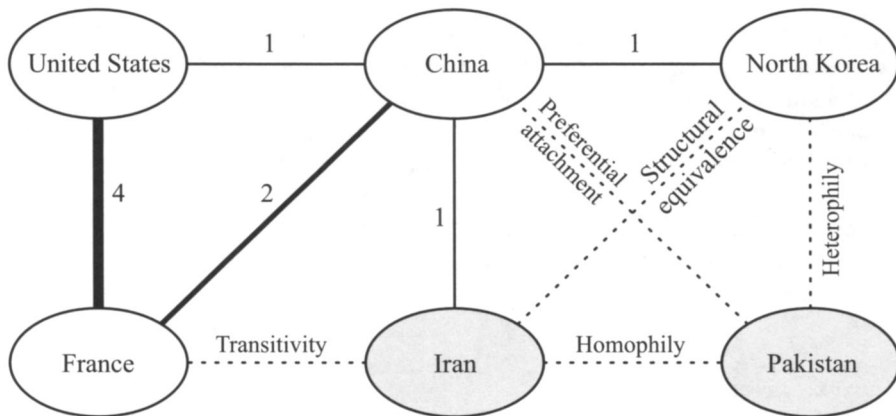 1
1
United States
China
North Korea
Preferential
attachment
Structural
equivalence
4
2
1
Heterophily
France
Transitivity
Iran
Homophily
Pakistan